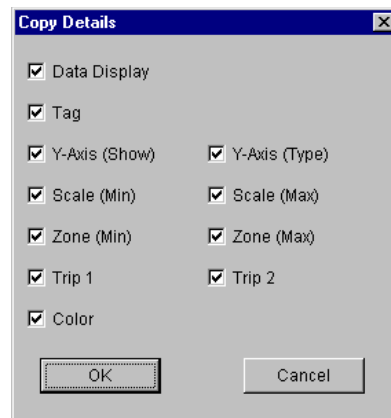 Copy Details
Data Display
Tag
Y-Axis (Show) Y-Axis (Type)
Scale (Min) Scale (Max)
Zone (Min) Zone (Max)
Trip 1 Trip 2
Color
OK Cancel